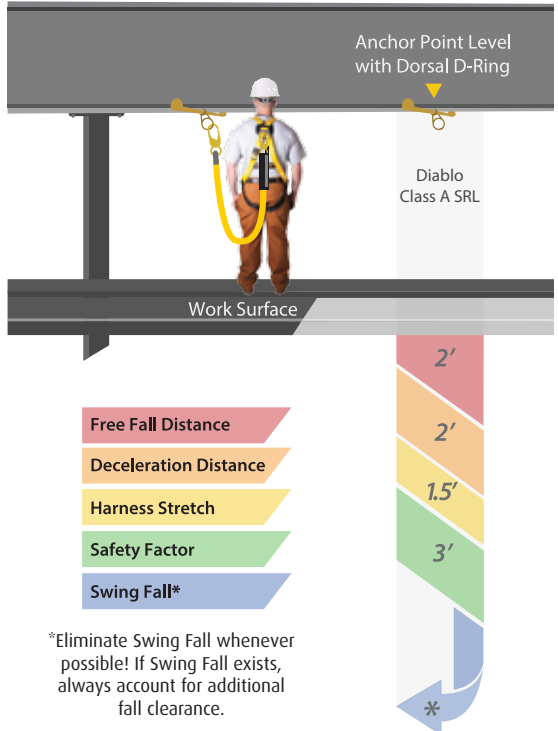 Anchor Point Level
with Dorsal D-Ring
Diablo
Class A SRL
Work Surface
2'
2'
1.5'
3'
*
Free Fall Distance
Deceleration Distance
Harness Stretch
Safety Factor
Swing Fall*
*Eliminate Swing Fall whenever
possible! If Swing Fall exists,
always account for additional
fall clearance.